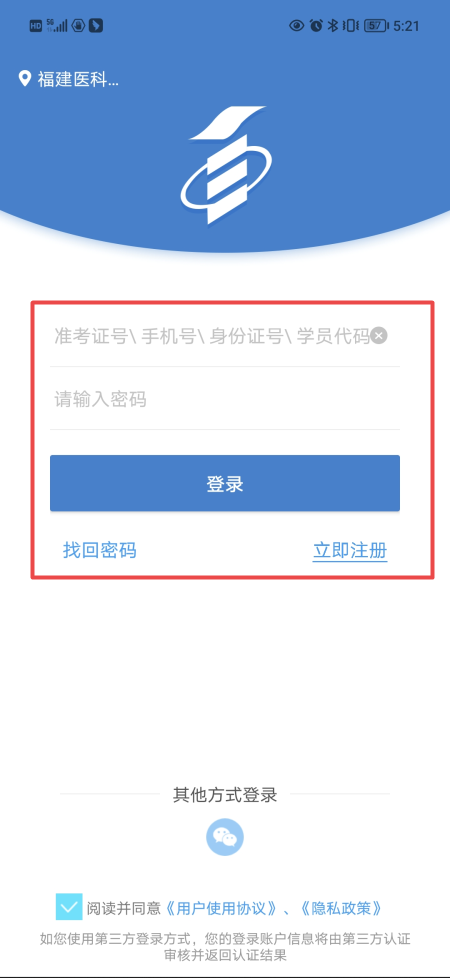 HD 5G 57 5:21
福建医科...
准考证号\ 手机号\ 身份证号\ 学员代码
请输入密码
登录
找回密码 立即注册
其他方式登录
阅读并同意《用户使用协议》、《隐私政策》
如您使用第三方登录方式，您的登录账户信息将由第三方认证
审核并返回认证结果